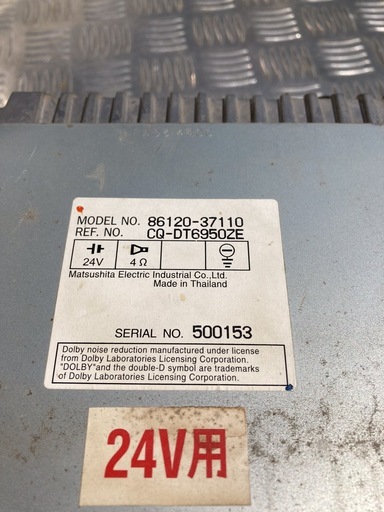 MODEL NO. 86120-37110
REF. NO. CQ-DT6950ZE
24V
4 Ω
Matsushita Electric Industrial Co.,Ltd.
Made in Thailand
SERIAL NO. 500153
Dolby noise reduction manufactured under license
from Dolby Laboratories Licensing Corporation.
"DOLBY"and the double-D symbol are trademarks
of Dolby Laboratories Licensing Corporation.
24V用